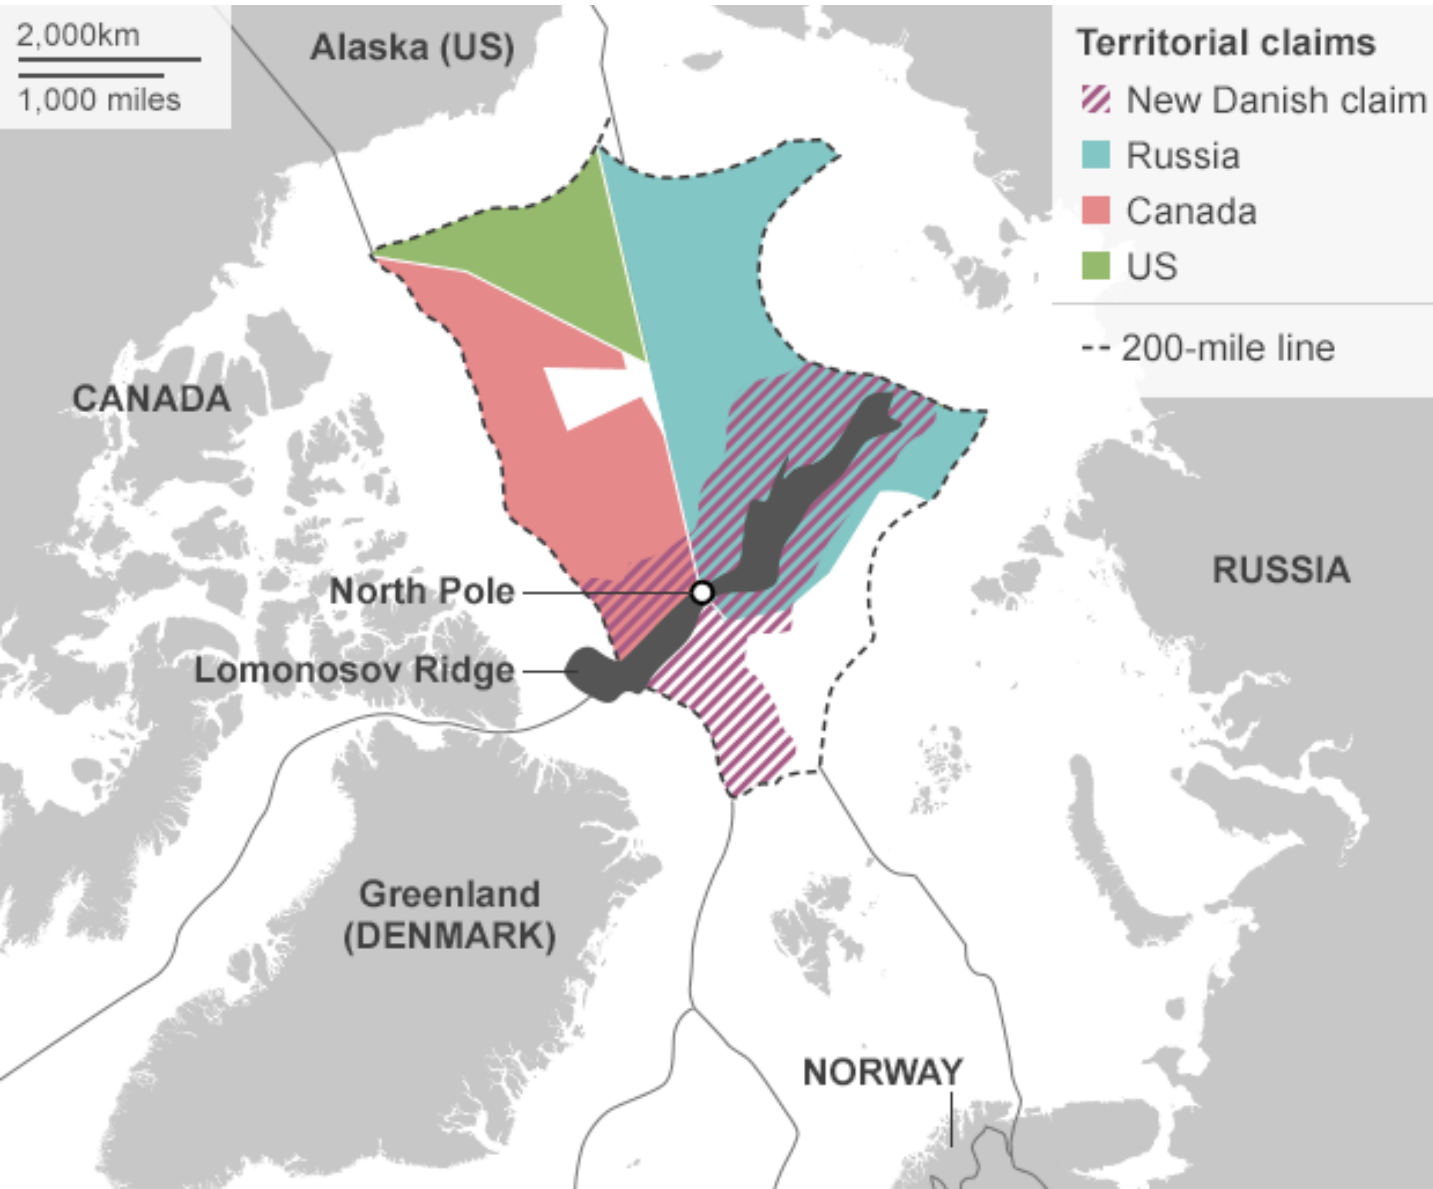 2,000km
1,000 miles
Alaska (US)
Territorial claims
New Danish claim
Russia
Canada
US
200-mile line
CANADA
North Pole
RUSSIA
Lomonosov Ridge
Greenland
(DENMARK)
NORWAY